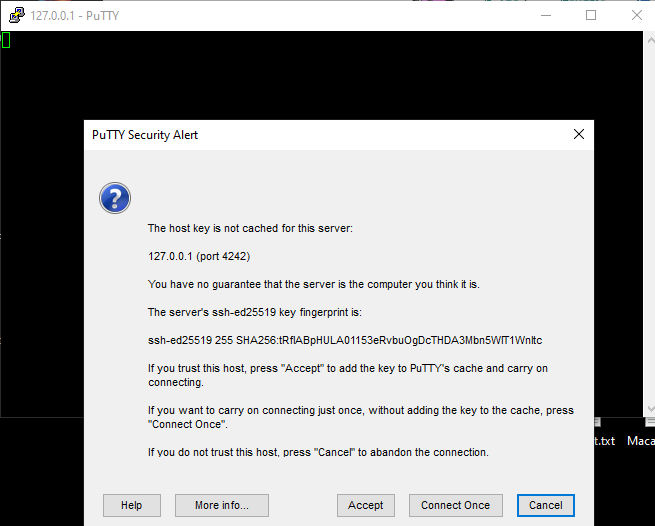 127.0.0.1 - PuTTY
PuTTY Security Alert
The host key is not cached for this server:
127.0.0.1 (port 4242)
You have no guarantee that the server is the computer you think it is.
The server's ssh-ed25519 key fingerprint is:
ssh-ed25519 255 SHA256:tRflABpHULA01153eRvbuOgDcTHDA3Mbn5WlT1Wnltc
If you trust this host, press "Accept" to add the key to PuTTY's cache and carry on
connecting.
If you want to carry on connecting just once, without adding the key to the cache, press
"Connect Once".
If you do not trust this host, press "Cancel" to abandon the connection.
t.txt Maca
Help More info... Accept Connect Once Cancel